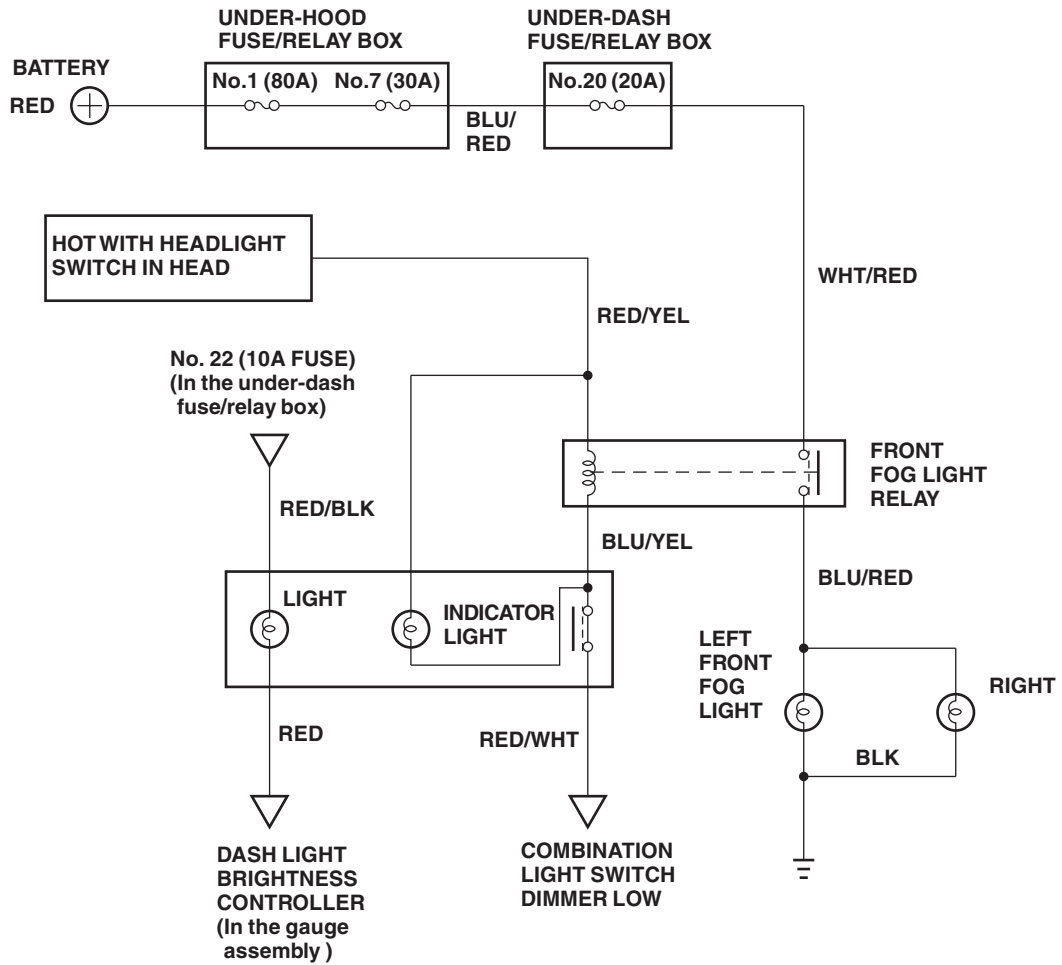 UNDER-HOOD
FUSE/RELAY BOX
UNDER-DASH
FUSE/RELAY BOX
BATTERY
No.1 (80A)
No.7 (30A)
No.20 (20A)
RED
BLU/
RED
HOT WITH HEADLIGHT
SWITCH IN HEAD
WHT/RED
RED/YEL
No. 22 (10A FUSE)
(In the under-dash
fuse/relay box)
FRONT
FOG LIGHT
RELAY
RED/BLK
BLU/YEL
BLU/RED
LIGHT
INDICATOR
LIGHT
LEFT
FRONT
FOG
LIGHT
RIGHT
RED
RED/WHT
BLK
DASH LIGHT
BRIGHTNESS
CONTROLLER
(In the gauge
assembly )
COMBINATION
LIGHT SWITCH
DIMMER LOW